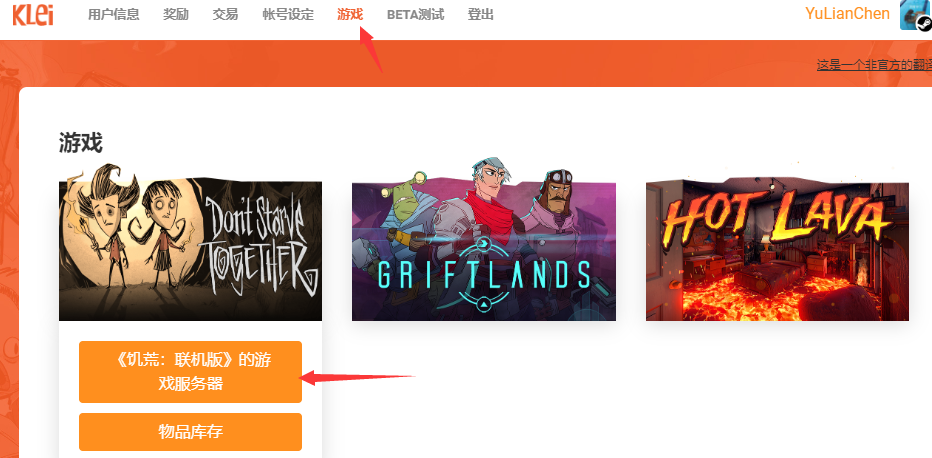 KLei 用户信息 奖励 交易 帐号设定 游戏 BETA测试 登出 YuLianChen
这是一个非官方的翻译
游戏
DON'T STARVE
TOGETHER
GRIFTLANDS
HOT LAVA
《饥荒：联机版》的游
戏服务器
物品库存